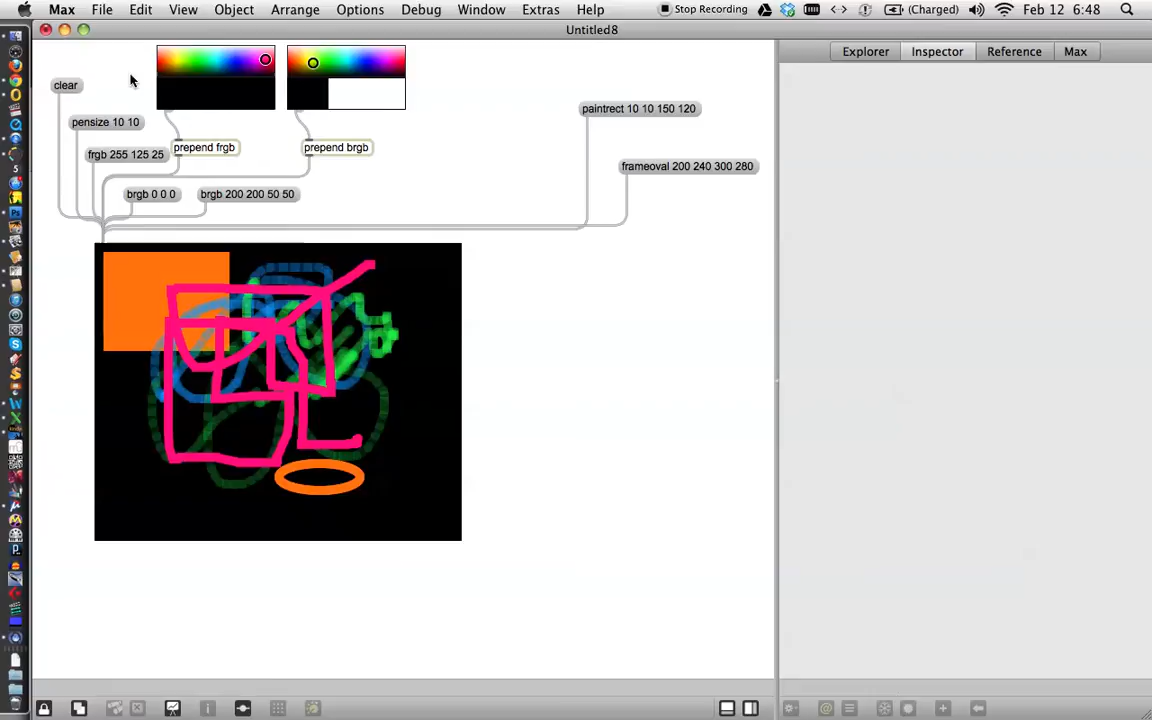 Max File Edit View Object Arrange Options Debug Window Extras Help Stop Recording (Charged) Feb 12 6:48
Untitled8
Explorer Inspector Reference Max
clear
pensize 10 10
frgb 255 125 25
prepend frgb
prepend brgb
brgb 0 0 0
brgb 200 200 50 50
paintrect 10 10 150 120
frameoval 200 240 300 280